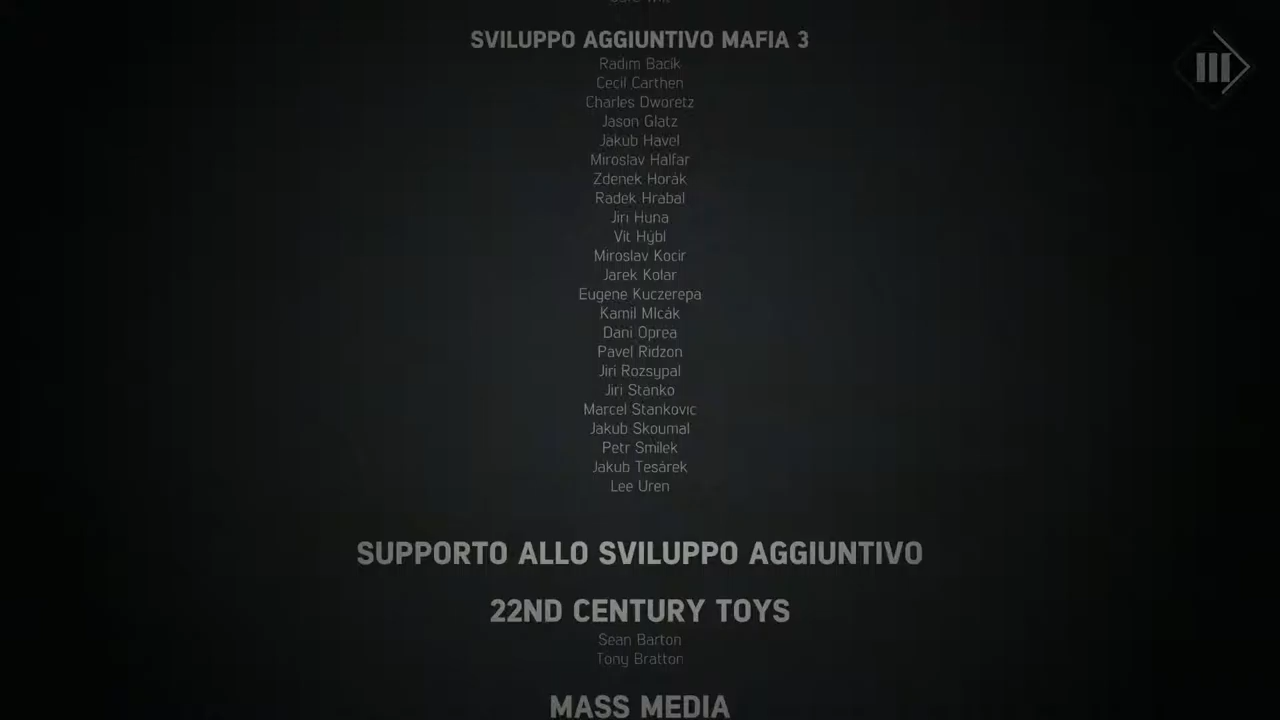 SVILUPPO AGGIUNTIVO MAFIA 3
Radim Bacík
Cecil Carthen
Charles Dworetz
Jason Glatz
Jakub Havel
Miroslav Halfar
Zdenek Horák
Radek Hrabal
Jiri Huna
Vít Hýbl
Miroslav Kocir
Jarek Kolar
Eugene Kuczerepa
Kamil Mlcák
Dani Oprea
Pavel Ridzon
Jiri Rozsypal
Jiri Stanko
Marcel Stankovic
Jakub Skoumal
Petr Smilek
Jakub Tesárek
Lee Uren
SUPPORTO ALLO SVILUPPO AGGIUNTIVO
22ND CENTURY TOYS
Sean Barton
Tony Bratton
MASS MEDIA